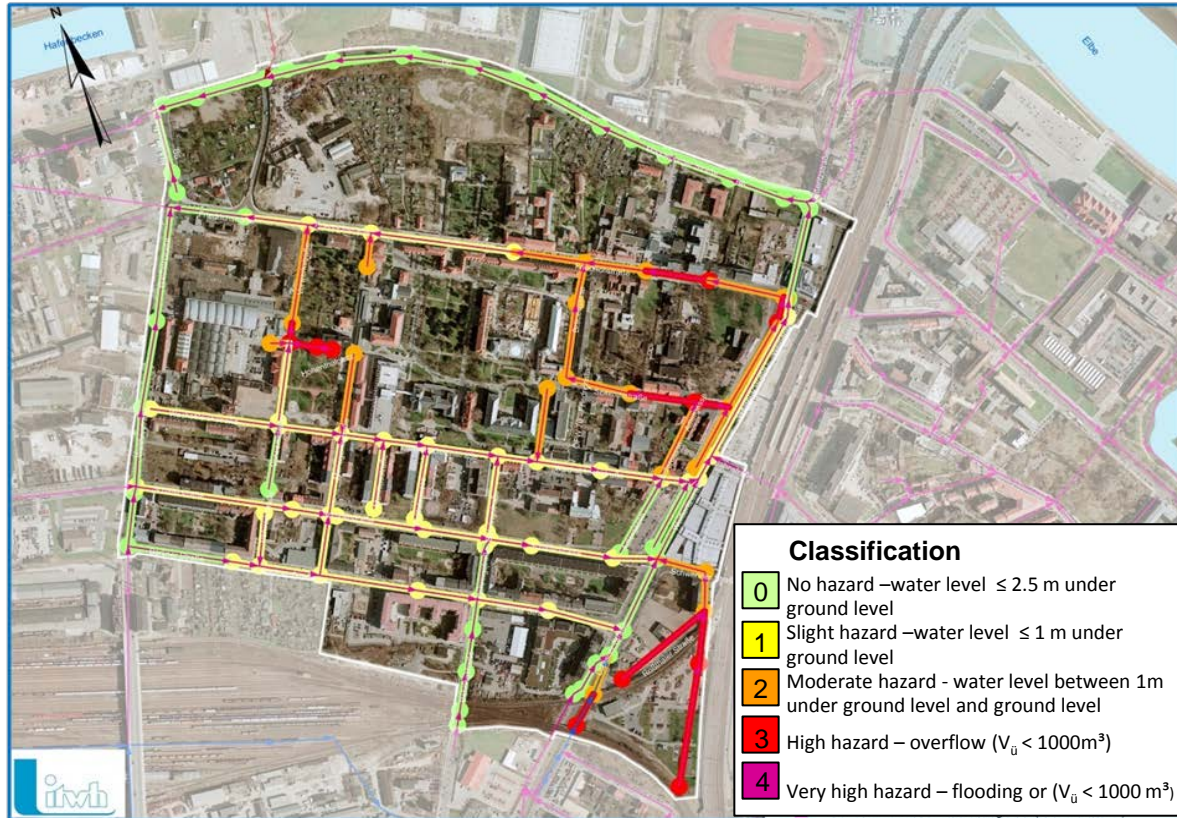 N
Hafenbecken
Elbe
Classification
0 No hazard –water level ≤ 2.5 m under
ground level
1 Slight hazard –water level ≤ 1 m under
ground level
2 Moderate hazard - water level between 1m
under ground level and ground level
3 High hazard – overflow (Vü < 1000m³)
4 Very high hazard – flooding or (Vü < 1000 m³)
itwh